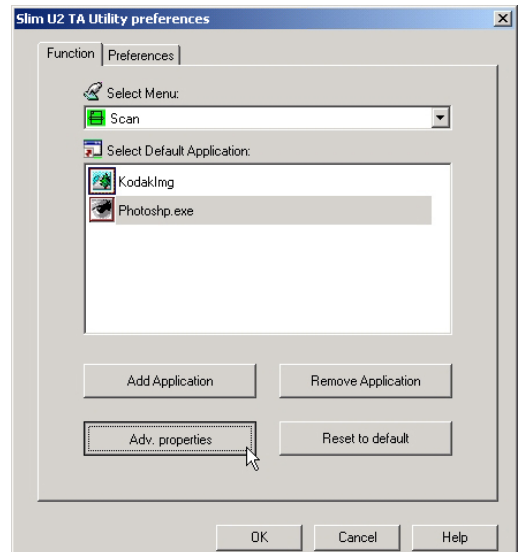 Slim U2 TA Utility preferences
Function Preferences
Select Menu:
Scan
Select Default Application:
KodakImg
Photoshp.exe
Add Application Remove Application
Adv. properties Reset to default
OK Cancel Help